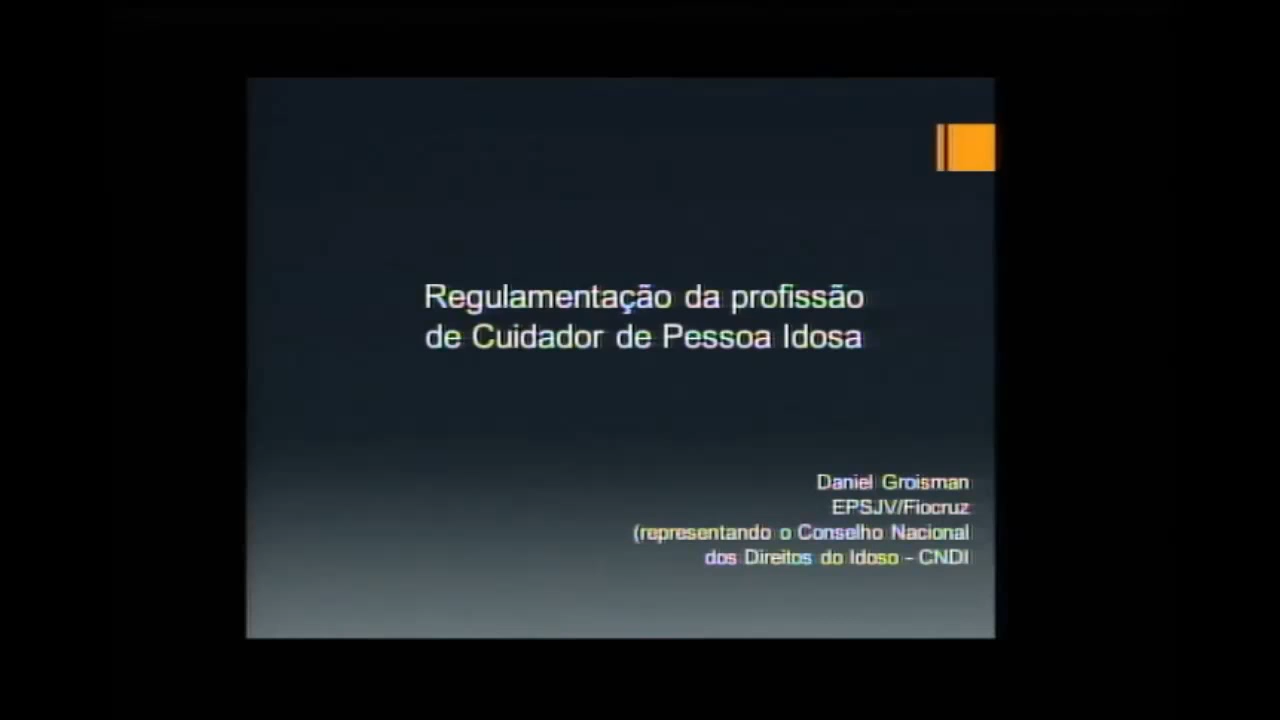 Regulamentação da profissão
de Cuidador de Pessoa Idosa
Daniel Groisman
EPSJV/Fiocruz
(representando o Conselho Nacional
dos Direitos do Idoso - CNDI